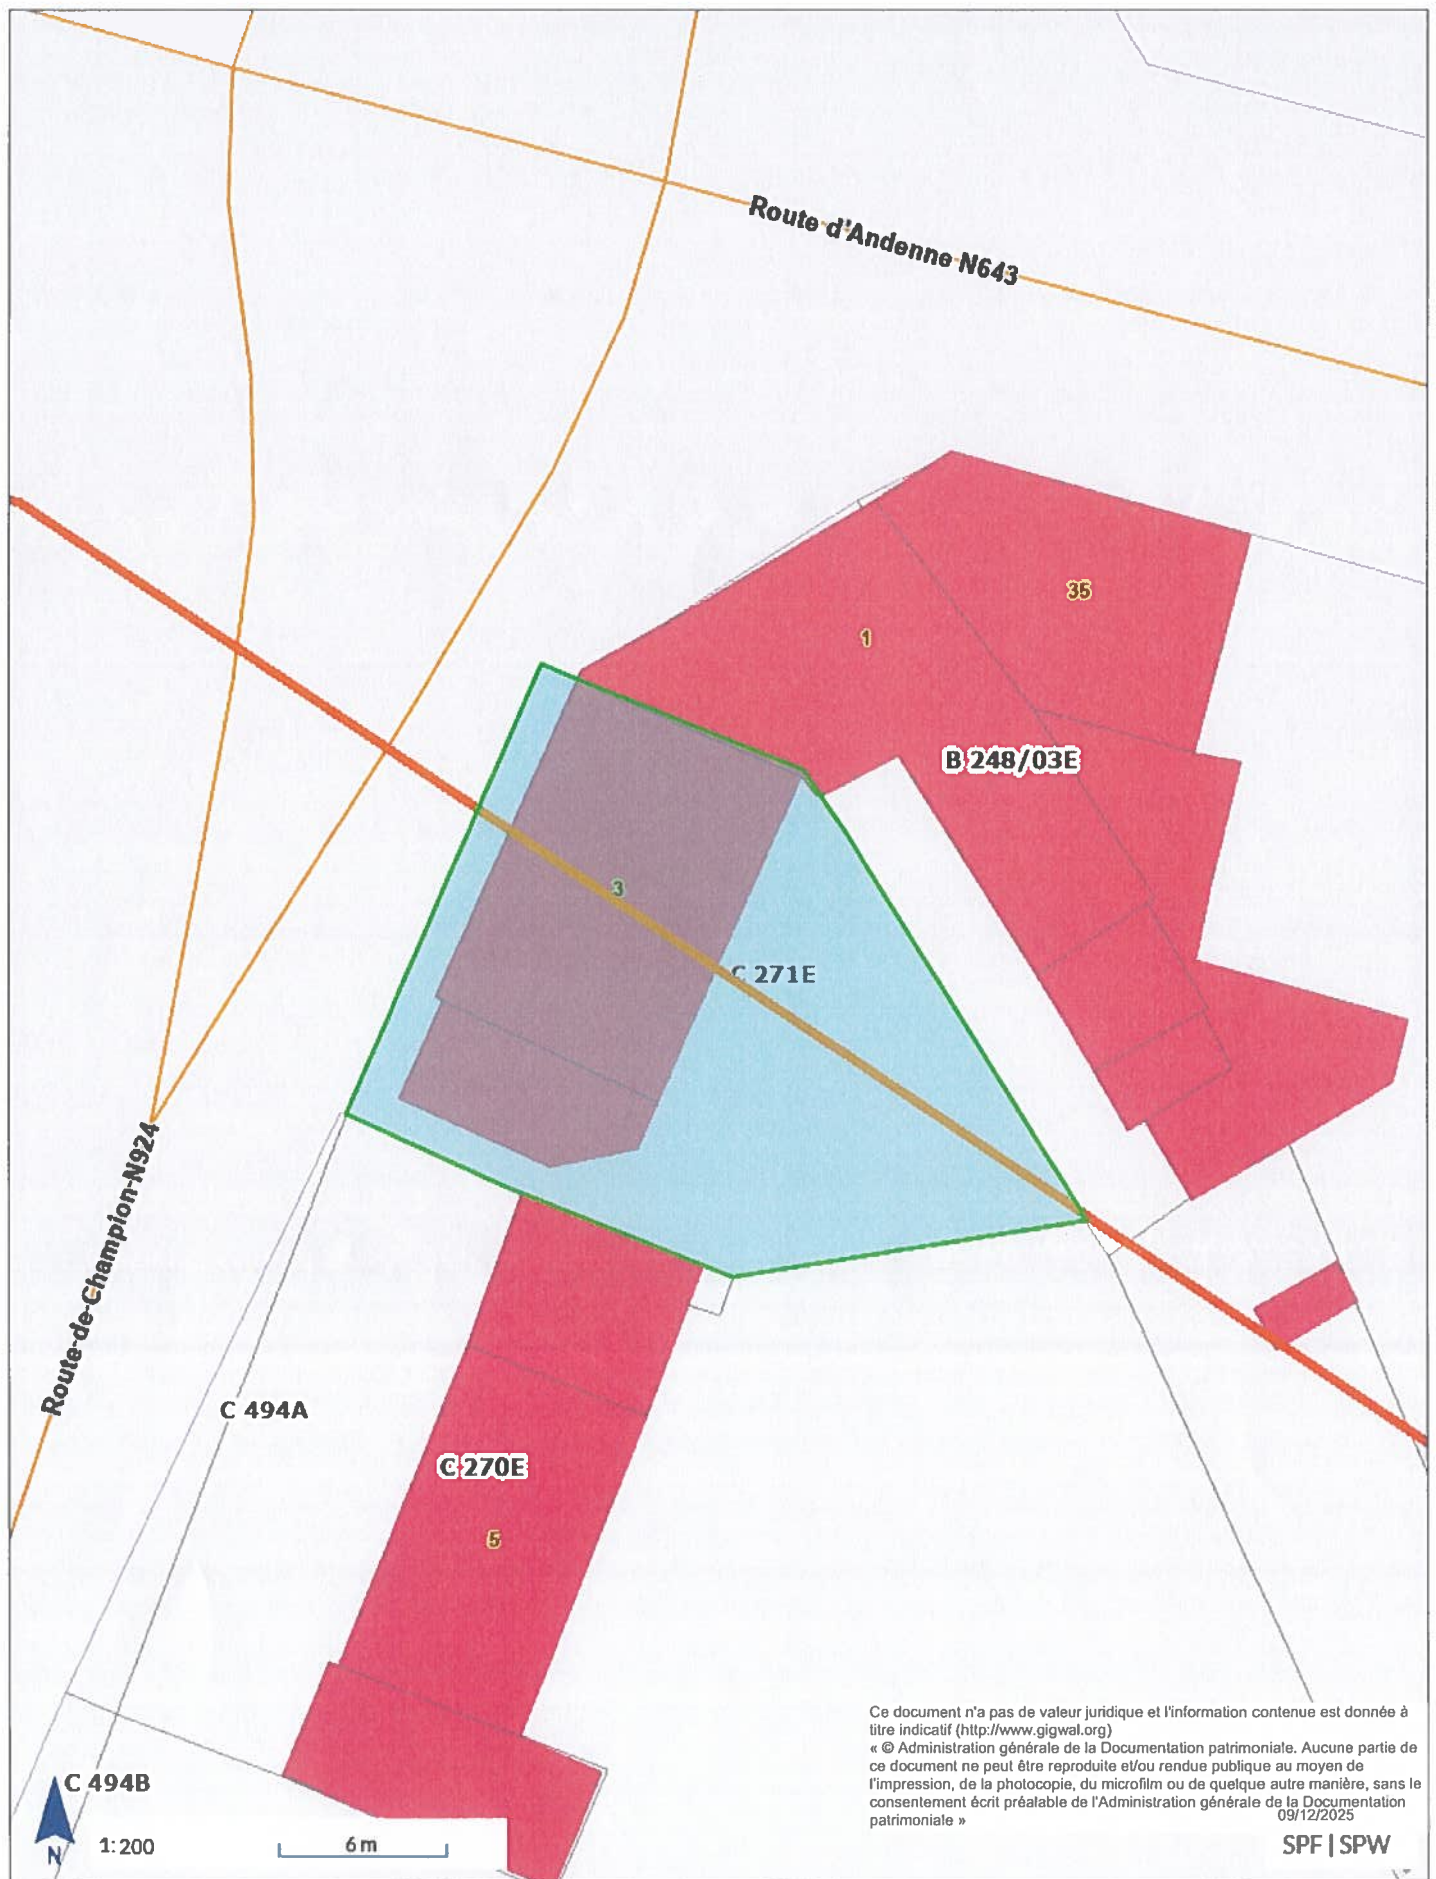 Route d'Andenne N643
35
1
B 248/03E
3
C 271E
Route-de-Champion-N924
C 494A
C 270E
5
Ce document n'a pas de valeur juridique et l'information contenue est donnée à
titre indicatif (http://www.gigwal.org)
« © Administration générale de la Documentation patrimoniale. Aucune partie de
ce document ne peut être reproduite et/ou rendue publique au moyen de
l'impression, de la photocopie, du microfilm ou de quelque autre manière, sans le
consentement écrit préalable de l'Administration générale de la Documentation
patrimoniale »
09/12/2025
C 494B
N
1:200
6 m
SPF | SPW